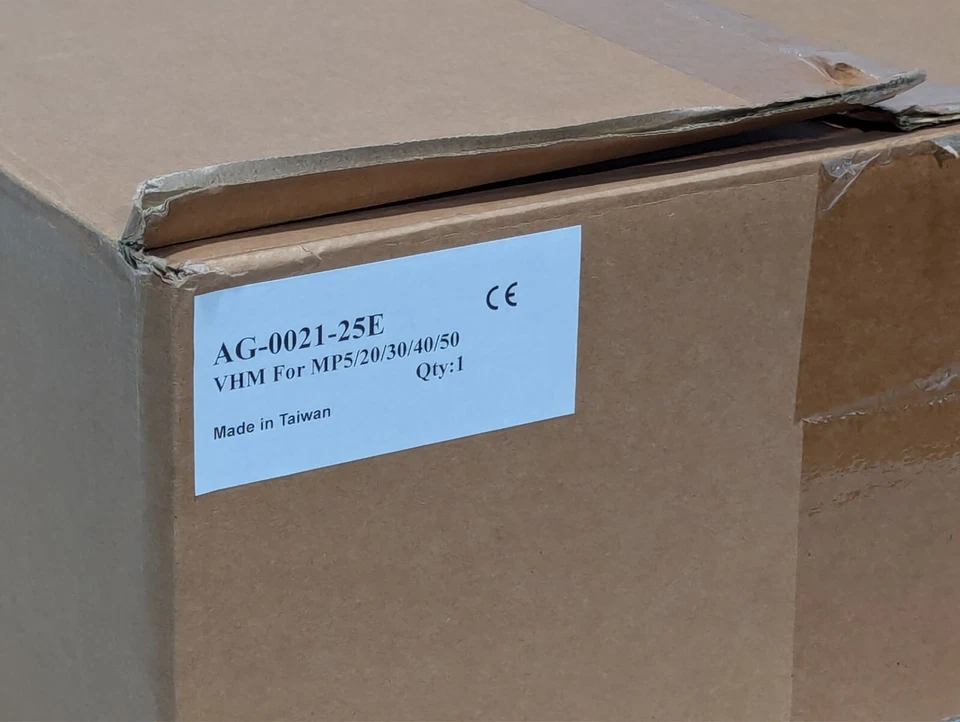 CE
AG-0021-25E
VHM For MP5/20/30/40/50
Qty:1
Made in Taiwan